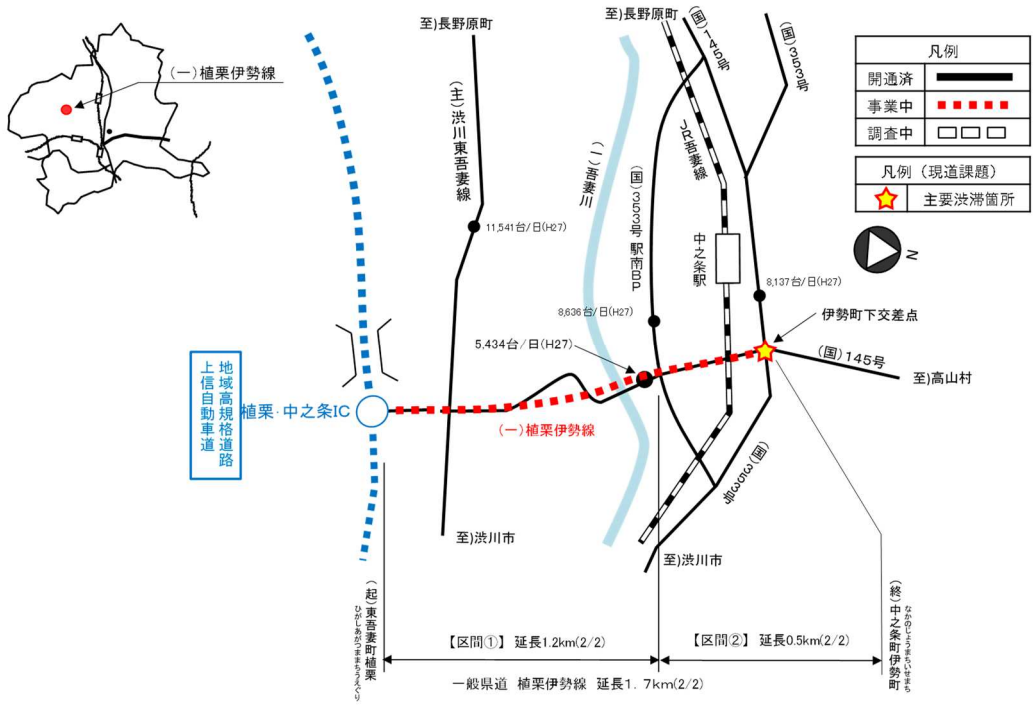 (一)植栗伊勢線
至)長野原町
至)長野原町
(国)145号
(国)353号
凡例
開通済
事業中
調査中
凡例(現道課題)
主要渋滞箇所
N
(主)渋川東吾妻線
(一)吾妻川
(国)353号 駅南BP
JR吾妻線
中之条駅
11,541台/日(H27)
8,137台/日(H27)
8,636台/日(H27)
5,434台/日(H27)
伊勢町下交差点
(国)145号
至)高山村
地域高規格道路
上信自動車道
植栗·中之条IC
(一)植栗伊勢線
(国)353号
至)渋川市
至)渋川市
(起)東吾妻町植栗
ひがしあがつままちうえぐり
【区間①】 延長1.2km(2/2)
【区間②】 延長0.5km(2/2)
一般県道 植栗伊勢線 延長1.7km(2/2)
(終)中之条町伊勢町
なかのじょうまちいせまち